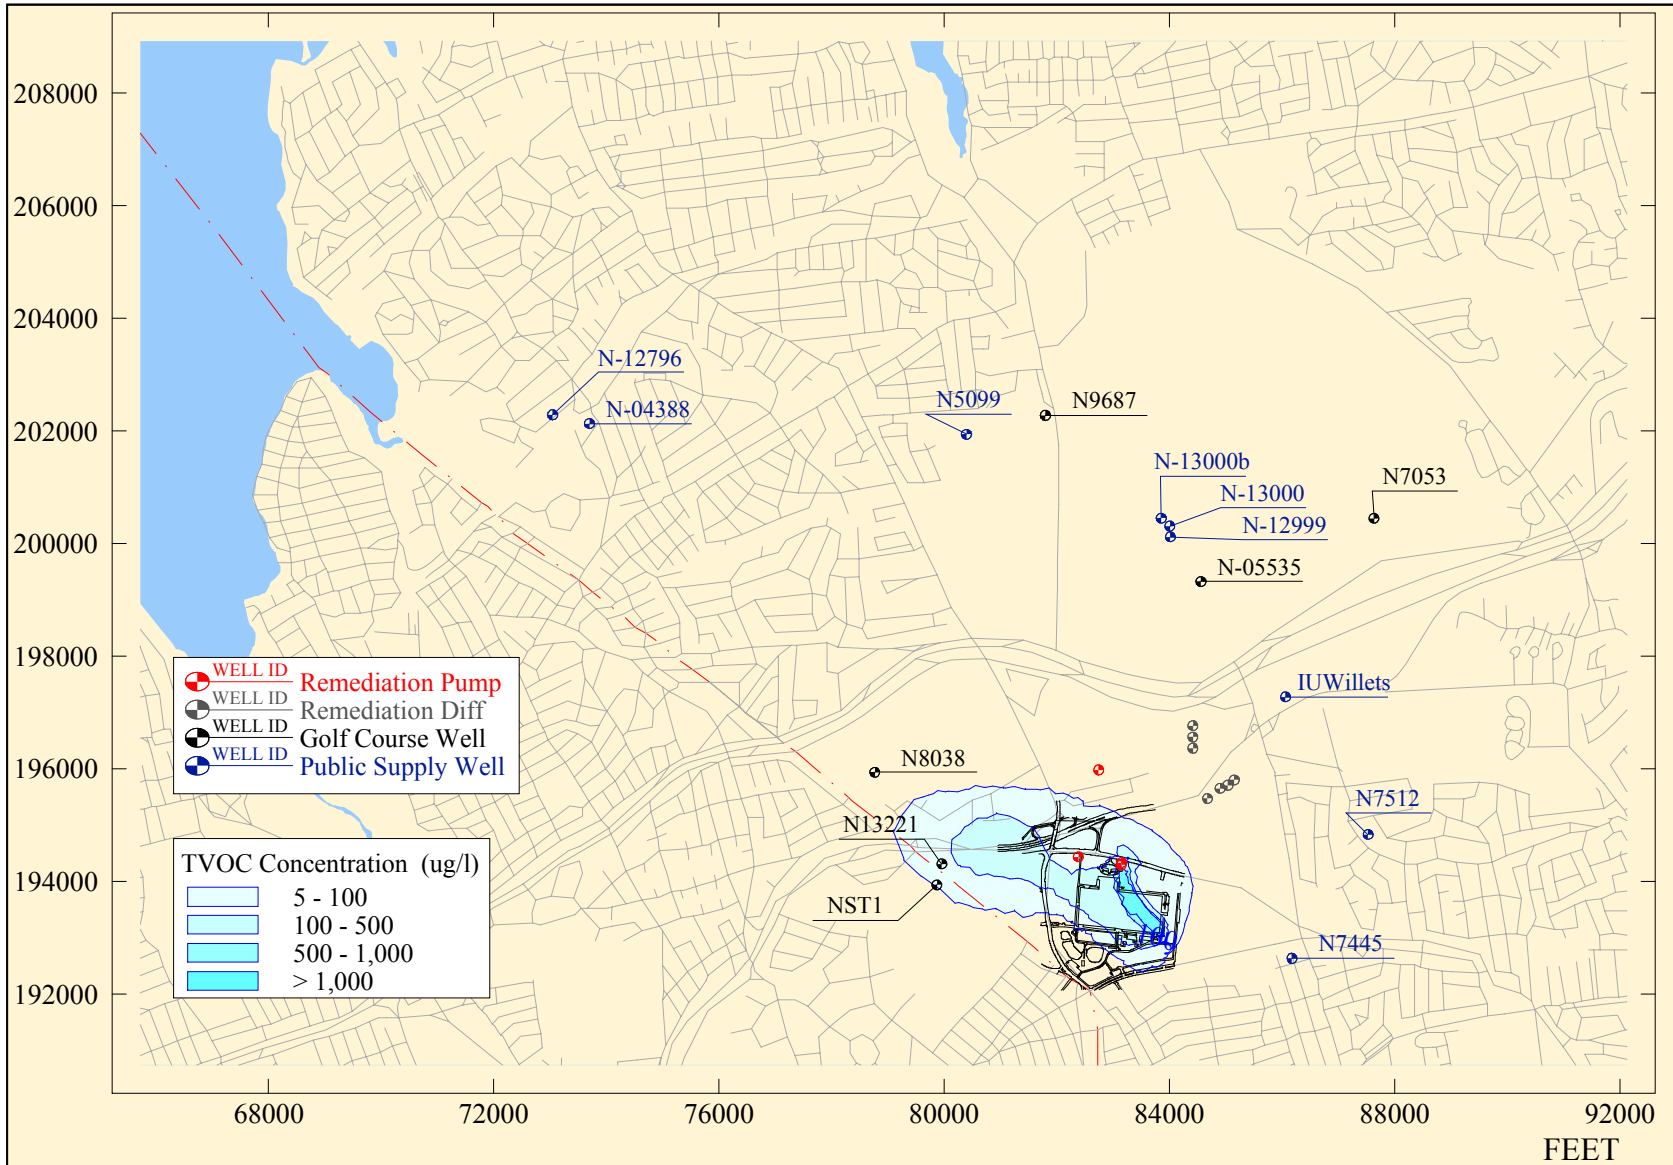 208000
206000
204000
202000
200000
198000
196000
194000
192000
N-12796
N-04388
N5099
N9687
N-13000b
N-13000
N-12999
N7053
N-05535
IUWillets
N8038
N13221
NST1
N7512
N7445
WELL ID Remediation Pump
WELL ID Remediation Diff
WELL ID Golf Course Well
WELL ID Public Supply Well
TVOC Concentration (ug/l)
5 - 100
100 - 500
500 - 1,000
> 1,000
68000 72000 76000 80000 84000 88000 92000
FEET